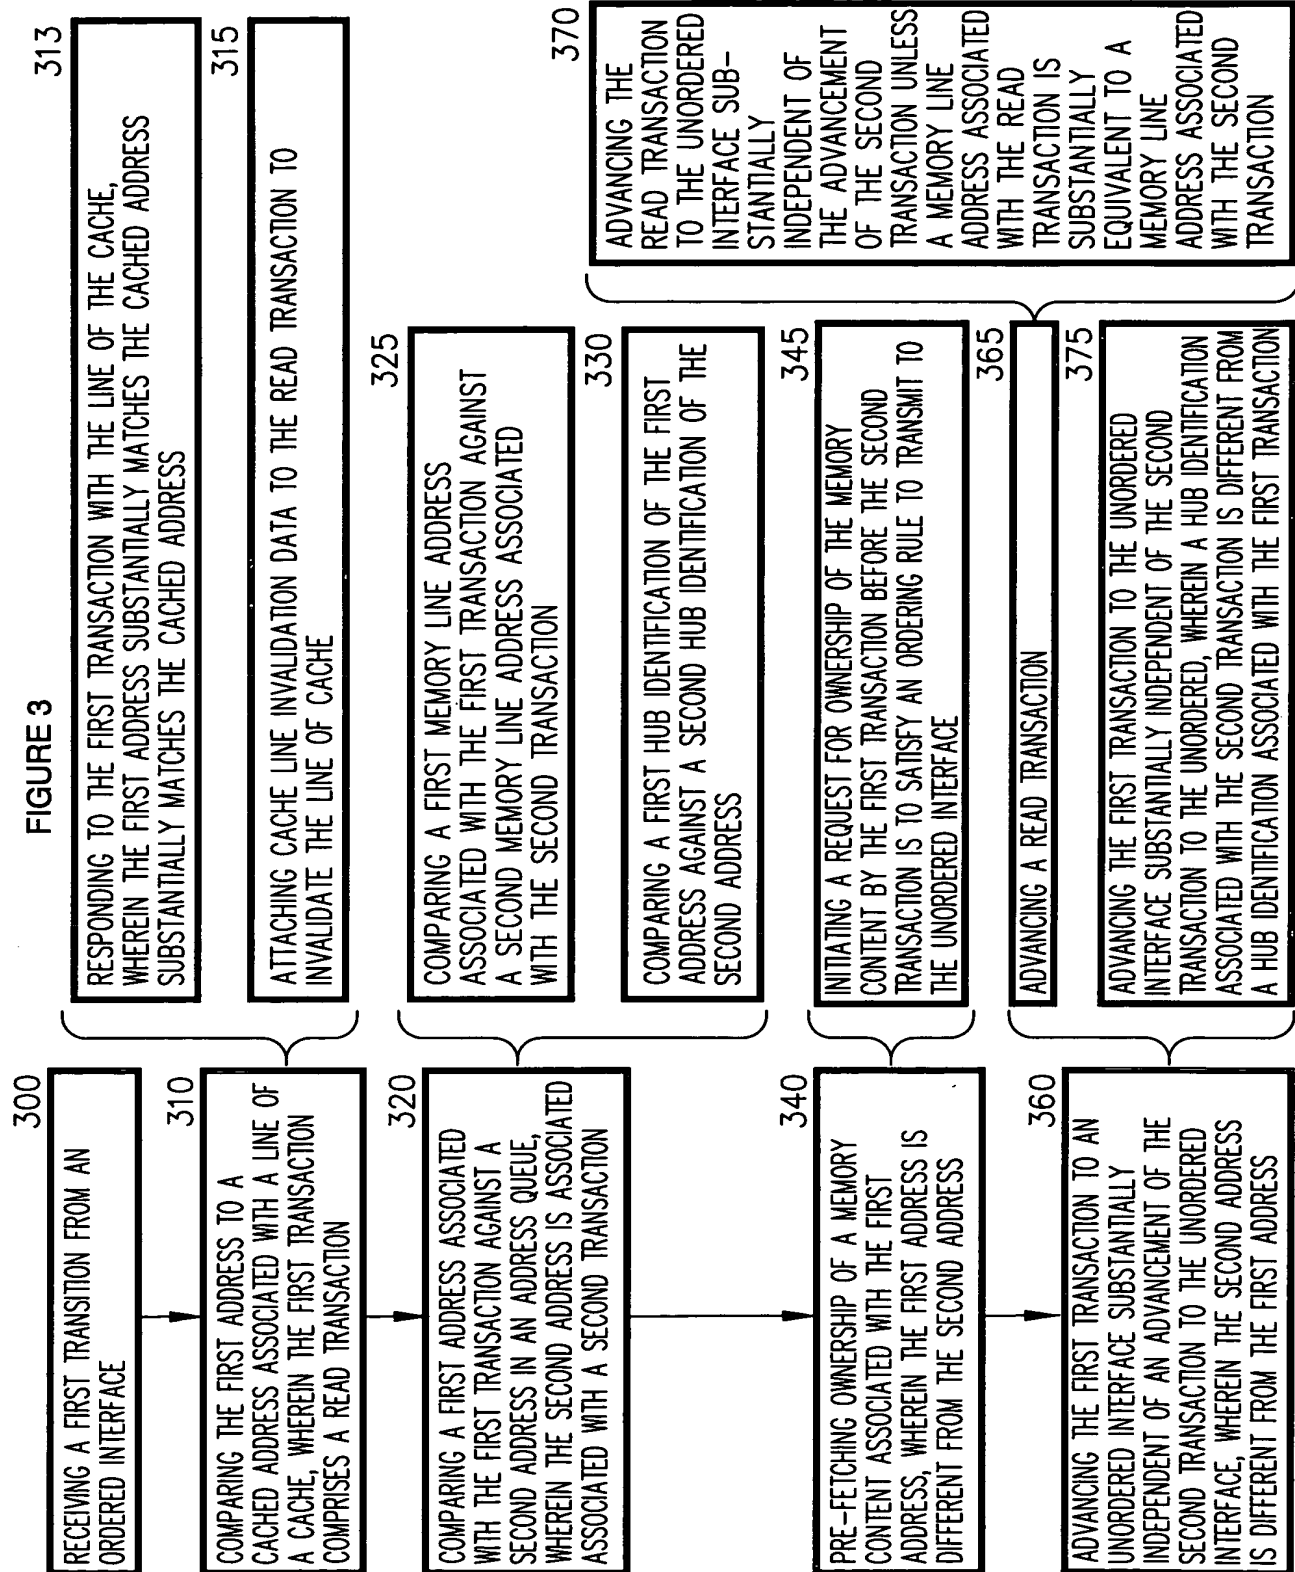 FIGURE 3
300
RECEIVING A FIRST TRANSITION FROM AN
ORDERED INTERFACE
310
COMPARING THE FIRST ADDRESS TO A
CACHED ADDRESS ASSOCIATED WITH A LINE OF
A CACHE, WHEREIN THE FIRST TRANSACTION
COMPRISES A READ TRANSACTION
313
RESPONDING TO THE FIRST TRANSACTION WITH THE LINE OF THE CACHE,
WHEREIN THE FIRST ADDRESS SUBSTANTIALLY MATCHES THE CACHED ADDRESS
SUBSTANTIALLY MATCHES THE CACHED ADDRESS
315
ATTACHING CACHE LINE INVALIDATION DATA TO THE READ TRANSACTION TO
INVALIDATE THE LINE OF CACHE
320
COMPARING A FIRST ADDRESS ASSOCIATED
WITH THE FIRST TRANSACTION AGAINST A
SECOND ADDRESS IN AN ADDRESS QUEUE,
WHEREIN THE SECOND ADDRESS IS ASSOCIATED
ASSOCIATED WITH A SECOND TRANSACTION
325
COMPARING A FIRST MEMORY LINE ADDRESS
ASSOCIATED WITH THE FIRST TRANSACTION AGAINST
A SECOND MEMORY LINE ADDRESS ASSOCIATED
WITH THE SECOND TRANSACTION
330
COMPARING A FIRST HUB IDENTIFICATION OF THE FIRST
ADDRESS AGAINST A SECOND HUB IDENTIFICATION OF THE
SECOND ADDRESS
340
PRE-FETCHING OWNERSHIP OF A MEMORY
CONTENT ASSOCIATED WITH THE FIRST
ADDRESS, WHEREIN THE FIRST ADDRESS IS
DIFFERENT FROM THE SECOND ADDRESS
345
INITIATING A REQUEST FOR OWNERSHIP OF THE MEMORY
CONTENT BY THE FIRST TRANSACTION BEFORE THE SECOND
TRANSACTION IS TO SATISFY AN ORDERING RULE TO TRANSMIT TO
THE UNORDERED INTERFACE
360
ADVANCING THE FIRST TRANSACTION TO AN
UNORDERED INTERFACE SUBSTANTIALLY
INDEPENDENT OF AN ADVANCEMENT OF THE
SECOND TRANSACTION TO THE UNORDERED
INTERFACE, WHEREIN THE SECOND ADDRESS
IS DIFFERENT FROM THE FIRST ADDRESS
365
ADVANCING A READ TRANSACTION
370
ADVANCING THE
READ TRANSACTION
TO THE UNORDERED
INTERFACE SUB-
STANTIALLY
INDEPENDENT OF
THE ADVANCEMENT
OF THE SECOND
TRANSACTION UNLESS
A MEMORY LINE
ADDRESS ASSOCIATED
WITH THE READ
TRANSACTION IS
SUBSTANTIALLY
EQUIVALENT TO A
MEMORY LINE
ADDRESS ASSOCIATED
WITH THE SECOND
TRANSACTION
375
ADVANCING THE FIRST TRANSACTION TO THE UNORDERED
INTERFACE SUBSTANTIALLY INDEPENDENT OF THE SECOND
TRANSACTION TO THE UNORDERED, WHEREIN A HUB IDENTIFICATION
ASSOCIATED WITH THE SECOND TRANSACTION IS DIFFERENT FROM
A HUB IDENTIFICATION ASSOCIATED WITH THE FIRST TRANSACTION